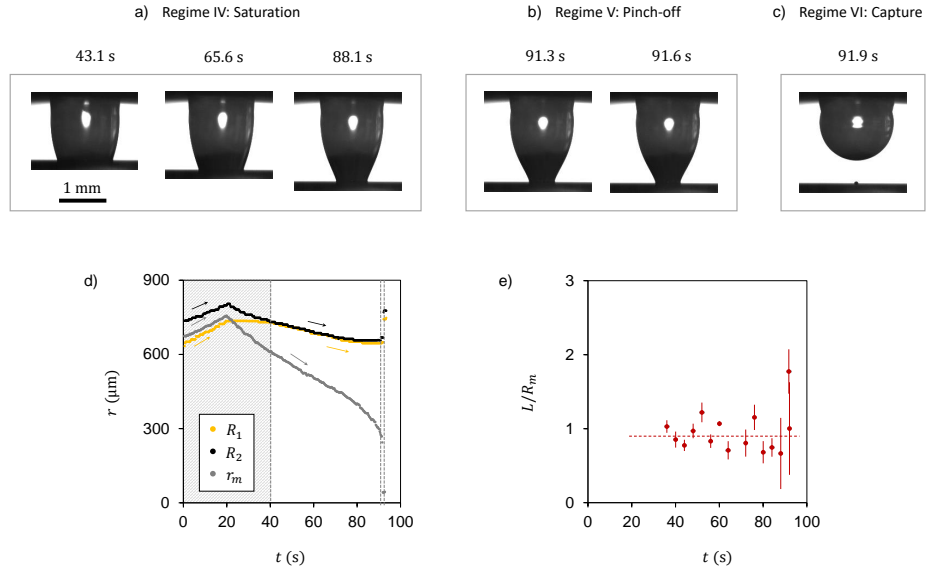 a) Regime IV: Saturation
b) Regime V: Pinch-off
c) Regime VI: Capture
43.1 s
65.6 s
88.1 s
91.3 s
91.6 s
91.9 s
1 mm
d)
900
600
300
0
r (μm)
R₁
R₂
rₘ
0 20 40 60 80 100
t (s)
e)
3
2
1
0
L/Rₘ
0 20 40 60 80 100
t (s)